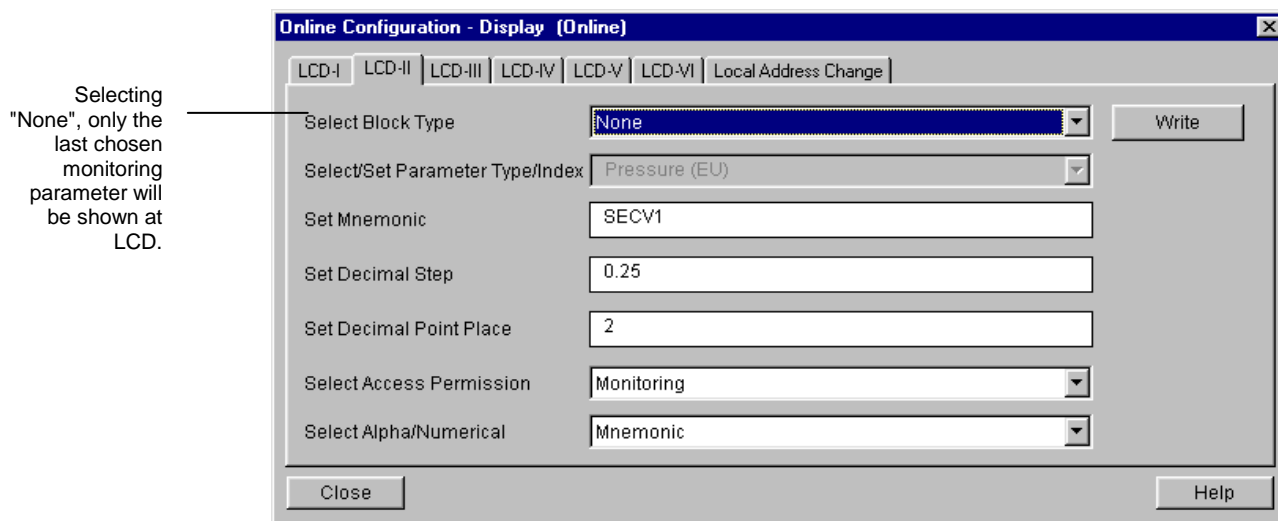 Selecting
"None", only the
last chosen
monitoring
parameter will
be shown at
LCD.
Online Configuration - Display (Online)
LCD-I LCD-II LCD-III LCD-IV LCD-V LCD-VI Local Address Change
Select Block Type None Write
Select/Set Parameter Type/Index Pressure (EU)
Set Mnemonic SECV1
Set Decimal Step 0.25
Set Decimal Point Place 2
Select Access Permission Monitoring
Select Alpha/Numerical Mnemonic
Close Help